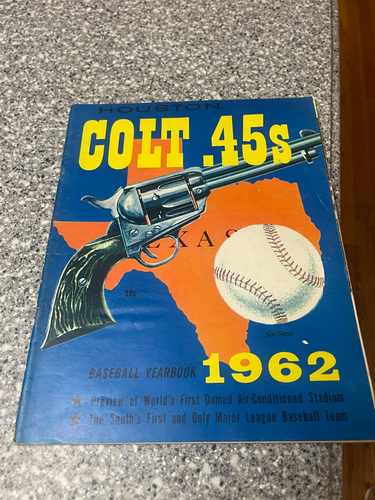 HOUSTON
COLT .45s
TEXAS
BASEBALL YEARBOOK 1962
★ Preview of World's First Domed Air-Conditioned Stadium
★ The South's First and Only Major League Baseball Team